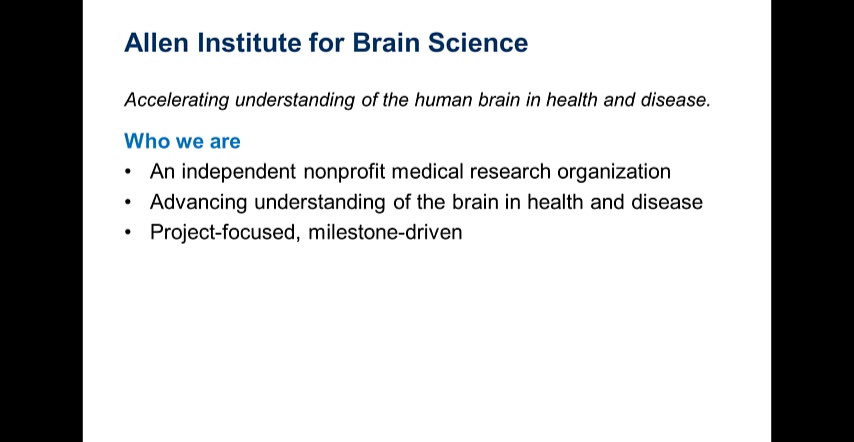 Allen Institute for Brain Science
Accelerating understanding of the human brain in health and disease.
Who we are
• An independent nonprofit medical research organization
• Advancing understanding of the brain in health and disease
• Project-focused, milestone-driven